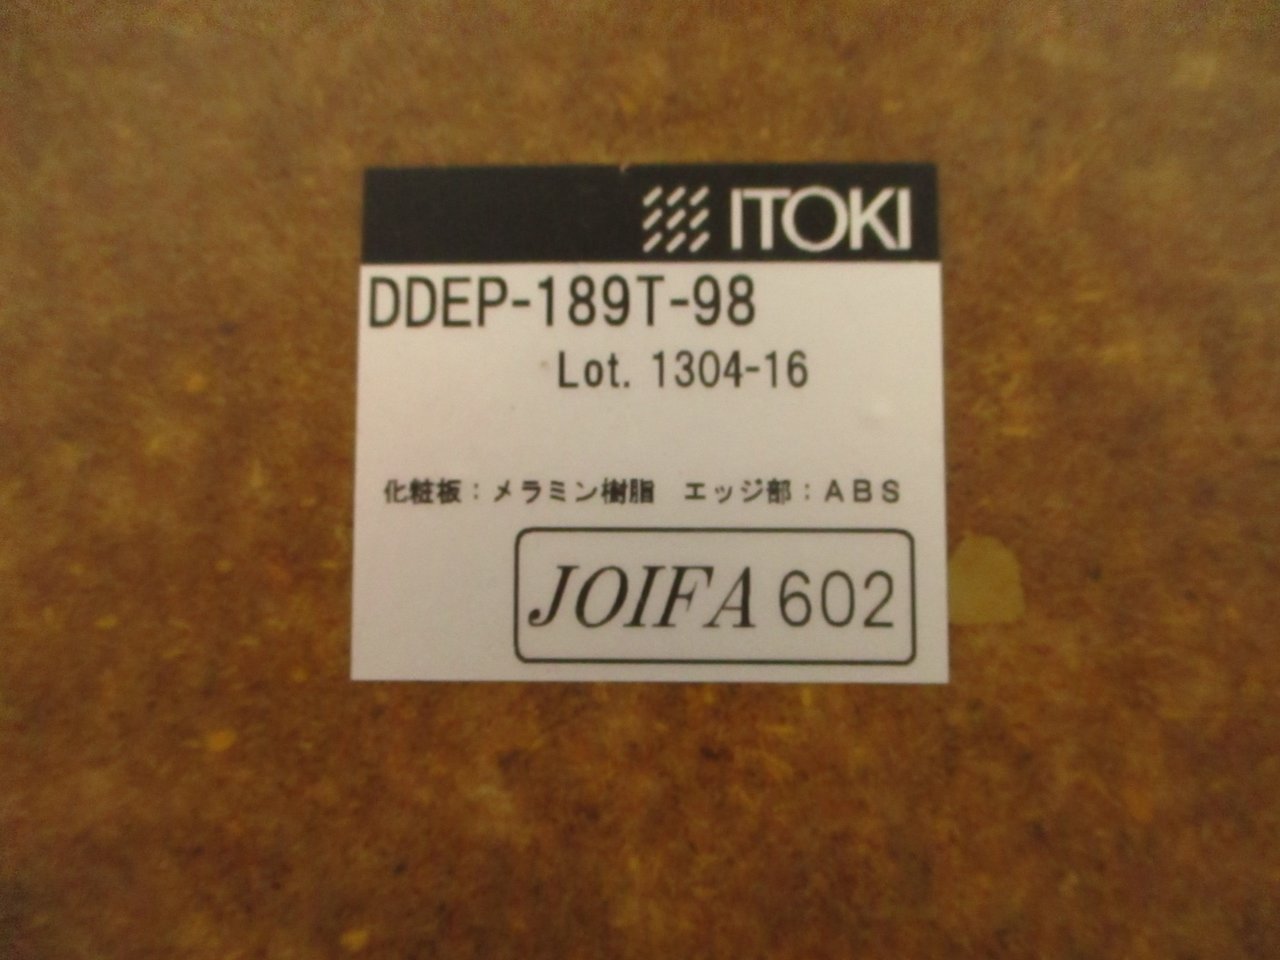 ITOKI
DDEP-189T-98
Lot. 1304-16
化粧板：メラミン樹脂　エッジ部：ＡＢＳ
JOIFA 602